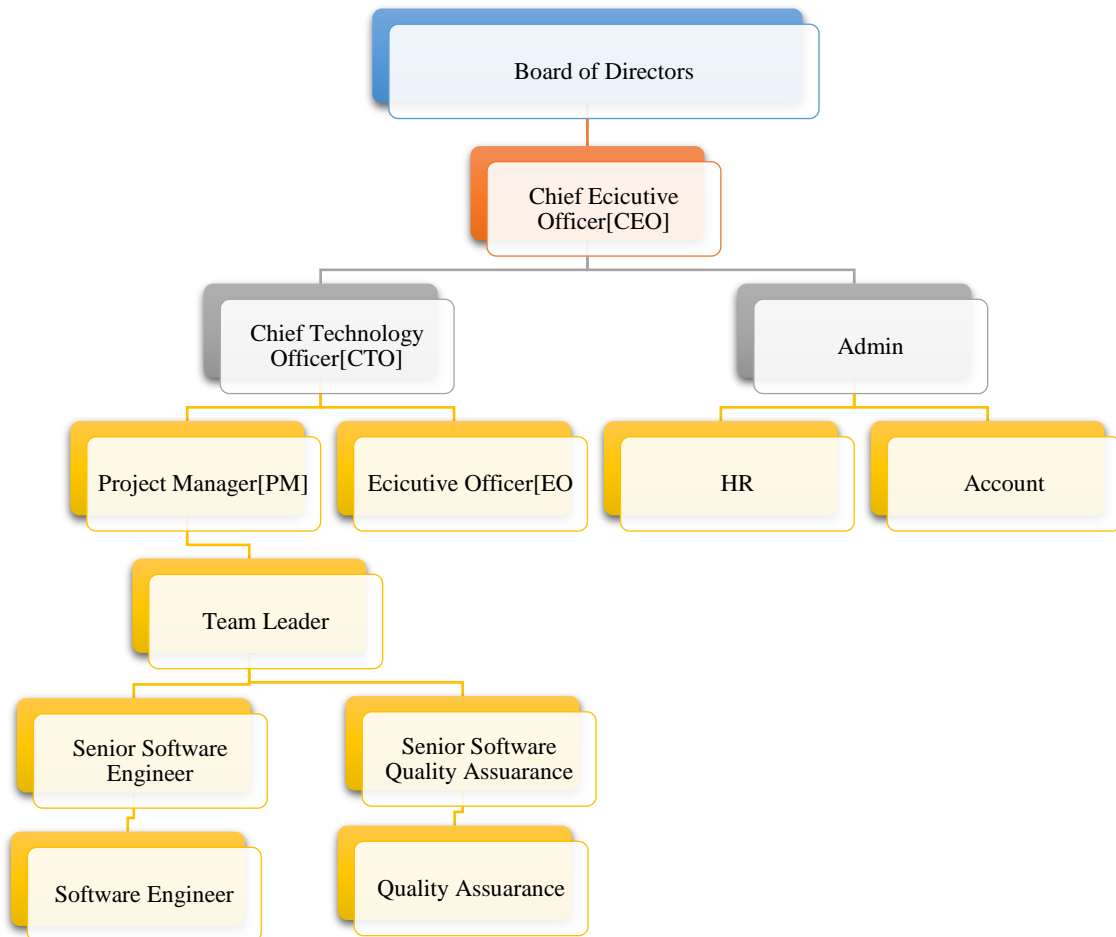 Board of Directors
Chief Ecicutive
Officer[CEO]
Chief Technology
Officer[CTO]
Admin
Project Manager[PM]
Ecicutive Officer[EO
HR
Account
Team Leader
Senior Software
Engineer
Senior Software
Quality Assuarance
Software Engineer
Quality Assuarance